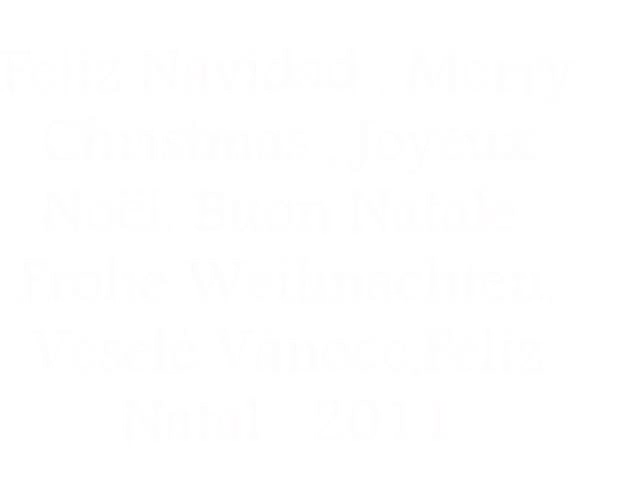 Feliz Navidad , Merry
Christmas , Joyeux
Noël, Buon Natale
Frohe Weihnachten,
Veselé Vánoce,Feliz
Natal 2011